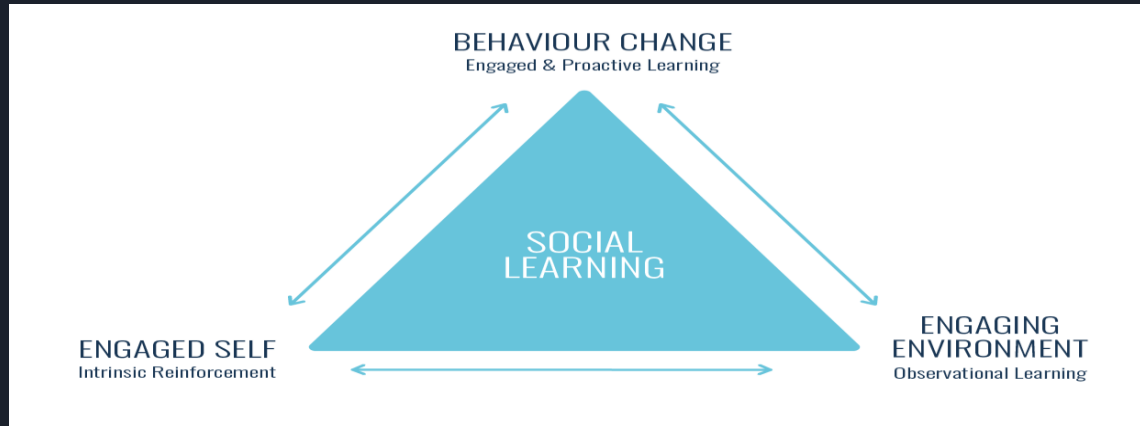 BEHAVIOUR CHANGE
Engaged & Proactive Learning
SOCIAL
LEARNING
ENGAGED SELF
Intrinsic Reinforcement
ENGAGING
ENVIRONMENT
Observational Learning